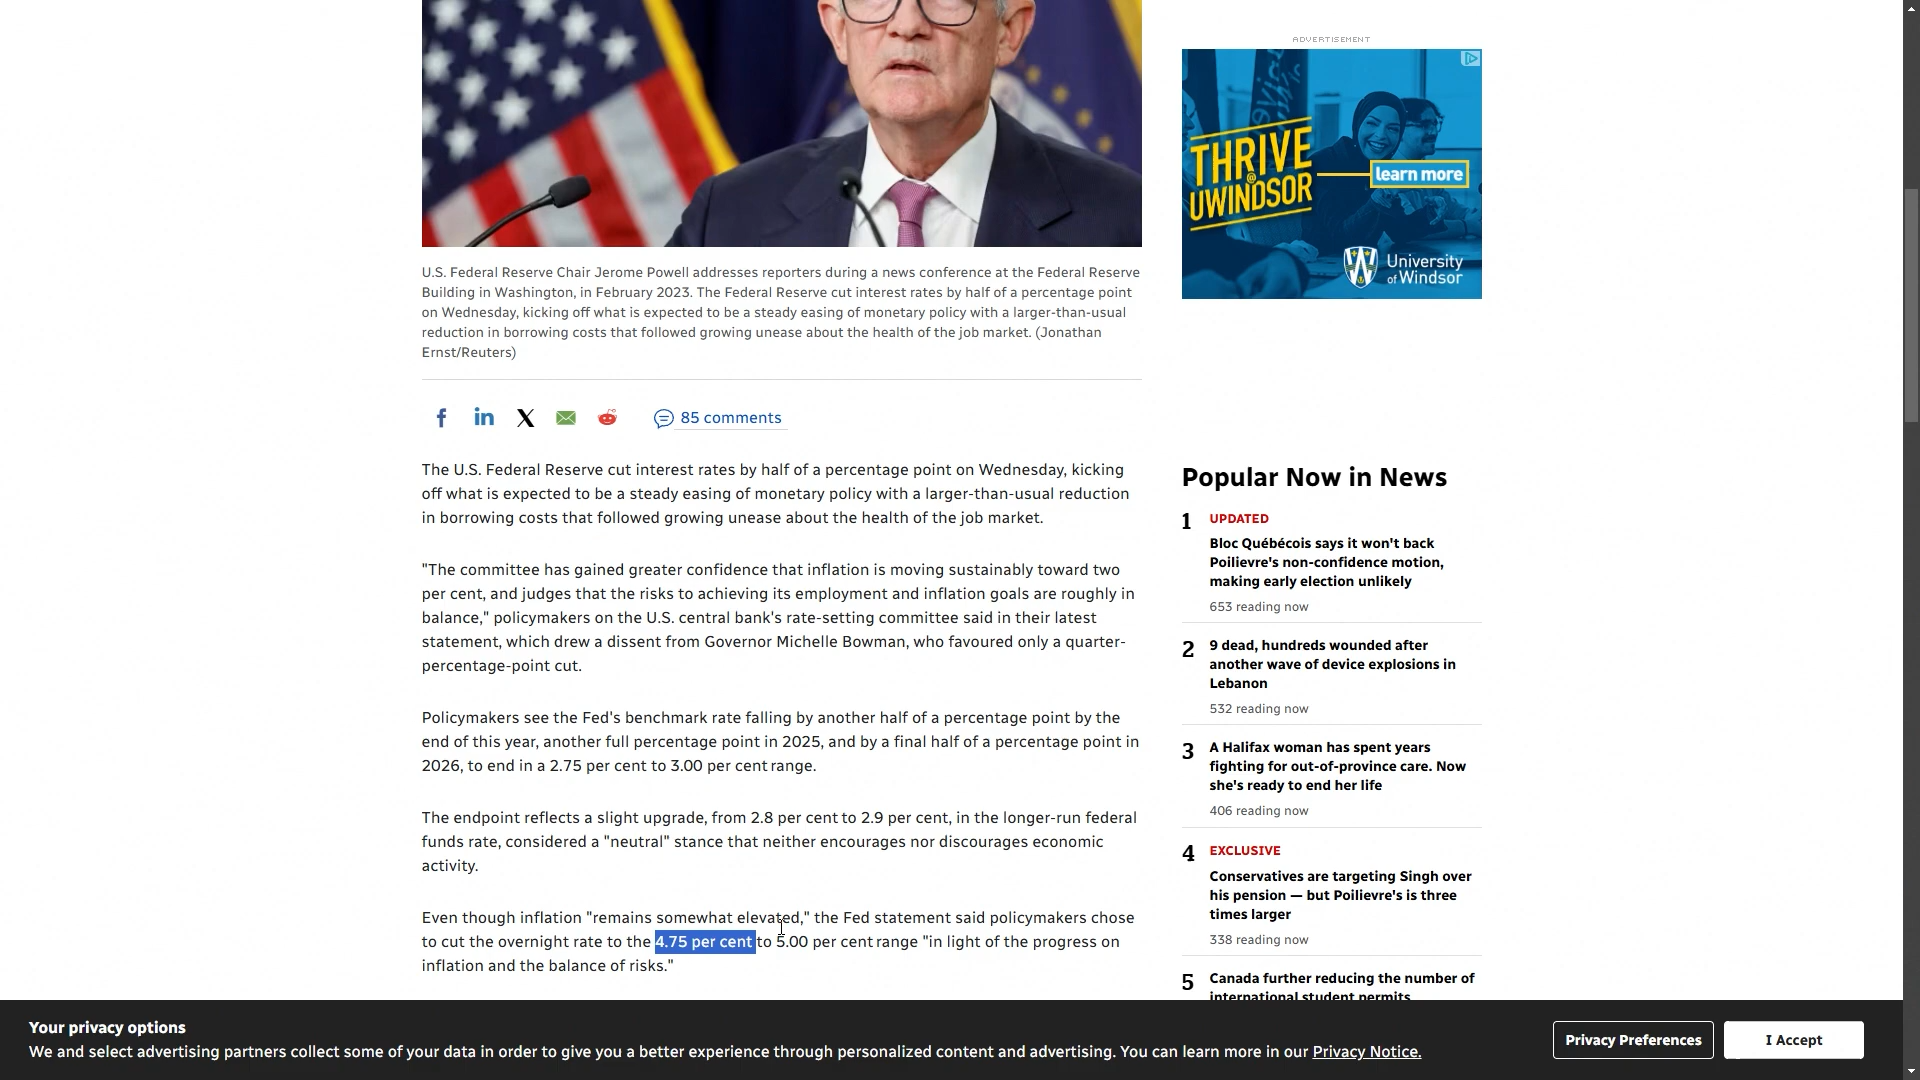 ADVERTISEMENT
THRIVE
@
UWINDSOR
learn more
University
of Windsor
U.S. Federal Reserve Chair Jerome Powell addresses reporters during a news conference at the Federal Reserve
Building in Washington, in February 2023. The Federal Reserve cut interest rates by half of a percentage point
on Wednesday, kicking off what is expected to be a steady easing of monetary policy with a larger-than-usual
reduction in borrowing costs that followed growing unease about the health of the job market. (Jonathan
Ernst/Reuters)
85 comments
The U.S. Federal Reserve cut interest rates by half of a percentage point on Wednesday, kicking
off what is expected to be a steady easing of monetary policy with a larger-than-usual reduction
in borrowing costs that followed growing unease about the health of the job market.
"The committee has gained greater confidence that inflation is moving sustainably toward two
per cent, and judges that the risks to achieving its employment and inflation goals are roughly in
balance," policymakers on the U.S. central bank's rate-setting committee said in their latest
statement, which drew a dissent from Governor Michelle Bowman, who favoured only a quarter-
percentage-point cut.
Policymakers see the Fed's benchmark rate falling by another half of a percentage point by the
end of this year, another full percentage point in 2025, and by a final half of a percentage point in
2026, to end in a 2.75 per cent to 3.00 per cent range.
The endpoint reflects a slight upgrade, from 2.8 per cent to 2.9 per cent, in the longer-run federal
funds rate, considered a "neutral" stance that neither encourages nor discourages economic
activity.
Even though inflation "remains somewhat elevated," the Fed statement said policymakers chose
to cut the overnight rate to the 4.75 per cent to 5.00 per cent range "in light of the progress on
inflation and the balance of risks."
Popular Now in News
1 UPDATED
Bloc Québécois says it won't back
Poilievre's non-confidence motion,
making early election unlikely
653 reading now
2 9 dead, hundreds wounded after
another wave of device explosions in
Lebanon
532 reading now
3 A Halifax woman has spent years
fighting for out-of-province care. Now
she's ready to end her life
406 reading now
4 EXCLUSIVE
Conservatives are targeting Singh over
his pension — but Poilievre's is three
times larger
338 reading now
5 Canada further reducing the number of
international student permits
Your privacy options
We and select advertising partners collect some of your data in order to give you a better experience through personalized content and advertising. You can learn more in our Privacy Notice.
Privacy Preferences
I Accept